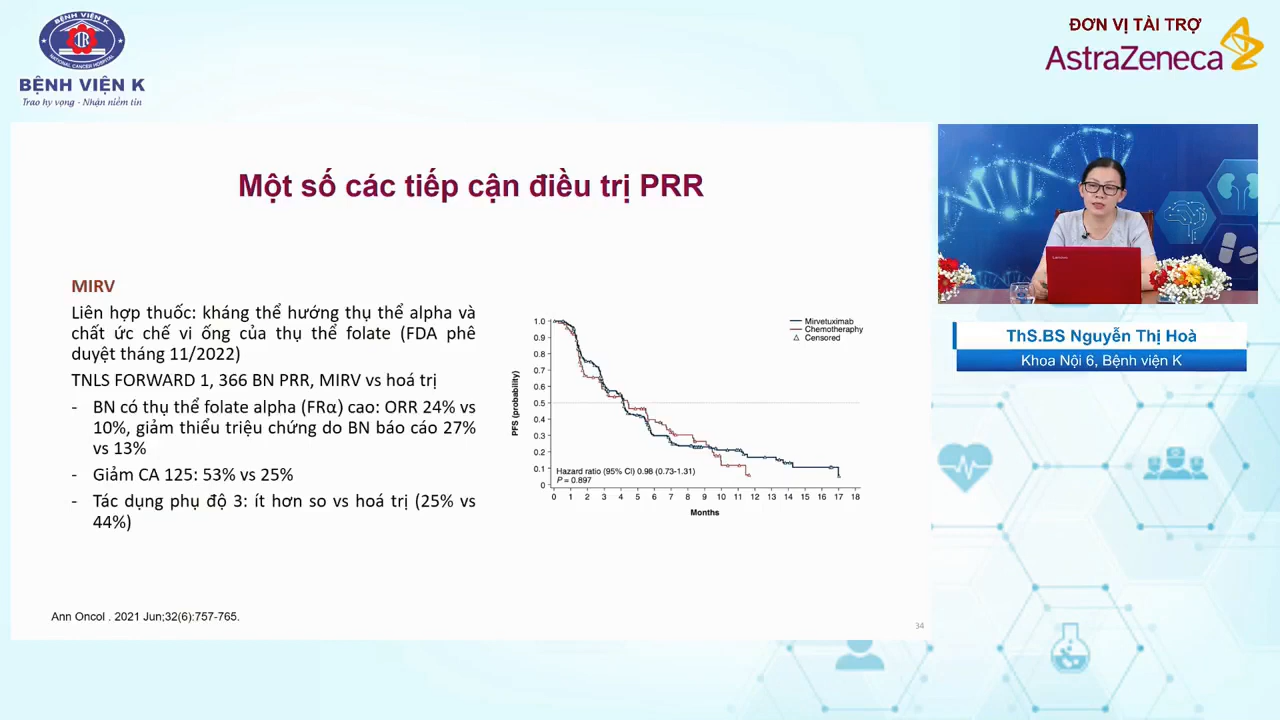 BỆNH VIỆN K
NATIONAL CANCER HOSPITAL
BỆNH VIỆN K
Trao hy vọng - Nhận niềm tin
ĐƠN VỊ TÀI TRỢ
AstraZeneca
Một số các tiếp cận điều trị PRR
MIRV
Liên hợp thuốc: kháng thể hướng thụ thể alpha và
chất ức chế vi ống của thụ thể folate (FDA phê
duyệt tháng 11/2022)
TNLS FORWARD 1, 366 BN PRR, MIRV vs hoá trị
- BN có thụ thể folate alpha (FRα) cao: ORR 24% vs
10%, giảm thiểu triệu chứng do BN báo cáo 27%
vs 13%
- Giảm CA 125: 53% vs 25%
- Tác dụng phụ độ 3: ít hơn so vs hoá trị (25% vs
44%)
Mirvetuximab
Chemotheraphy
Censored
PFS (probability)
1.0
0.9
0.8
0.7
0.6
0.5
0.4
0.3
0.2
0.1
0
Hazard ratio (95% CI) 0.98 (0.73-1.31)
P = 0.897
0 1 2 3 4 5 6 7 8 9 10 11 12 13 14 15 16 17 18
Months
Ann Oncol . 2021 Jun;32(6):757-765.
34
Lenovo
ThS.BS Nguyễn Thị Hoà
Khoa Nội 6, Bệnh viện K